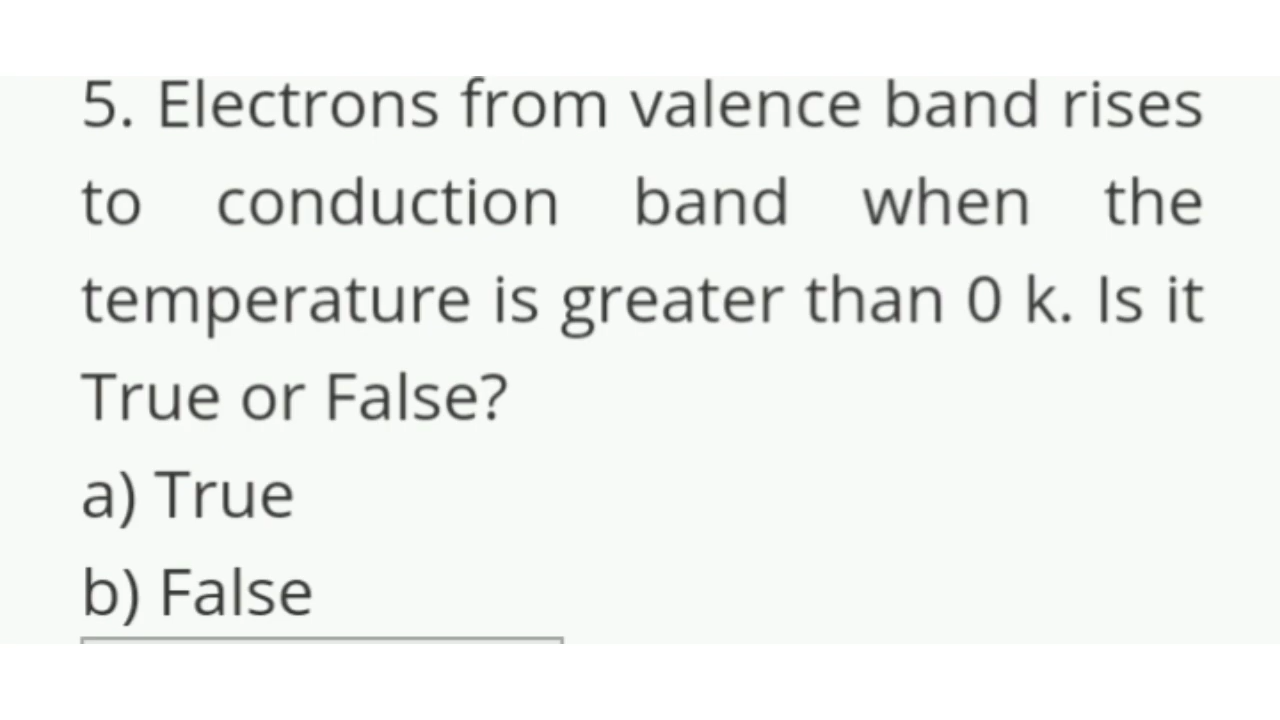 5. Electrons from valence band rises
to conduction band when the
temperature is greater than 0 k. Is it
True or False?
a) True
b) False